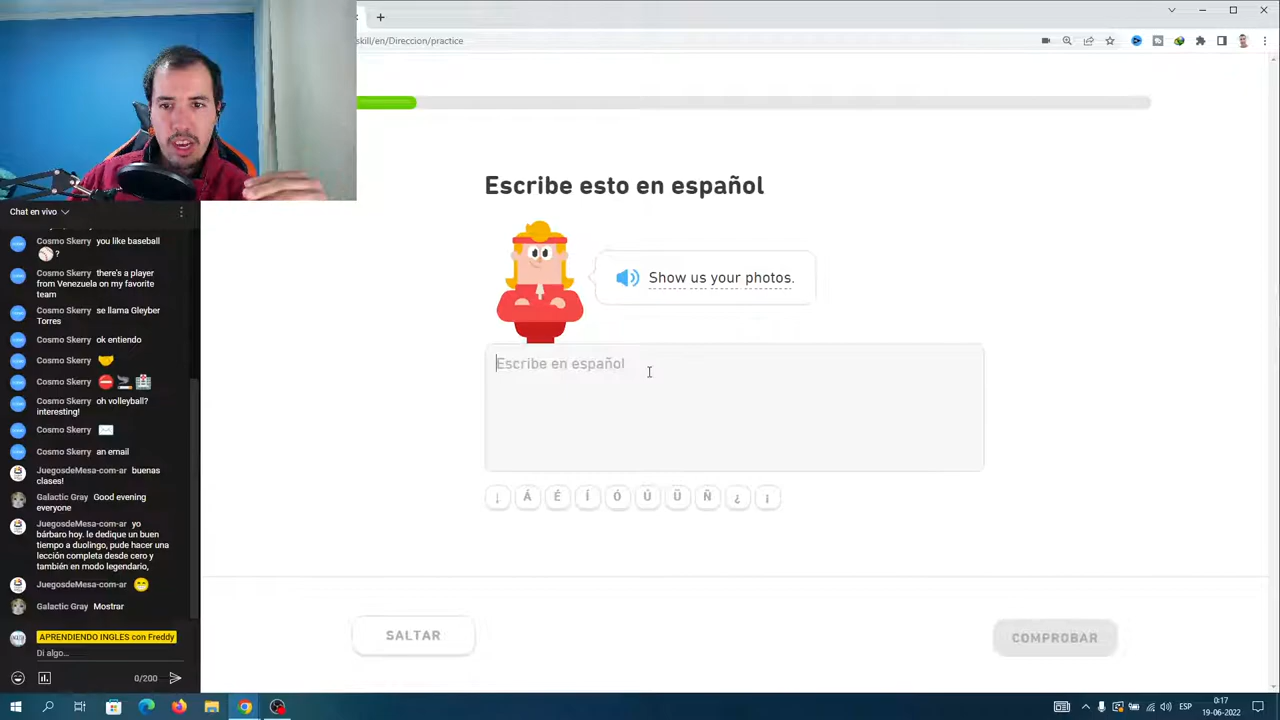 skill/en/Direccion/practice
Escribe esto en español
Show us your photos.
Escribe en español
↓ Á É Í Ó Ú Ü Ñ ¿ ¡
SALTAR
COMPROBAR
Chat en vivo
Cosmo Skerry you like baseball
⚾?
Cosmo Skerry there's a player
from Venezuela on my favorite
team
Cosmo Skerry se llama Gleyber
Torres
Cosmo Skerry ok entiendo
Cosmo Skerry 🤝
Cosmo Skerry ⛔🚬🏥
Cosmo Skerry oh volleyball?
interesting!
Cosmo Skerry ✉️
Cosmo Skerry an email
JuegosdeMesa-com-ar buenas
clases!
Galactic Gray Good evening
everyone
JuegosdeMesa-com-ar yo
bárbaro hoy. le dedique un buen
tiempo a duolingo, pude hacer una
lección completa desde cero y
también en modo legendario,
JuegosdeMesa-com-ar 😁
Galactic Gray Mostrar
APRENDIENDO INGLES con Freddy
Di algo...
0/200
ESP
0:17
19-06-2022